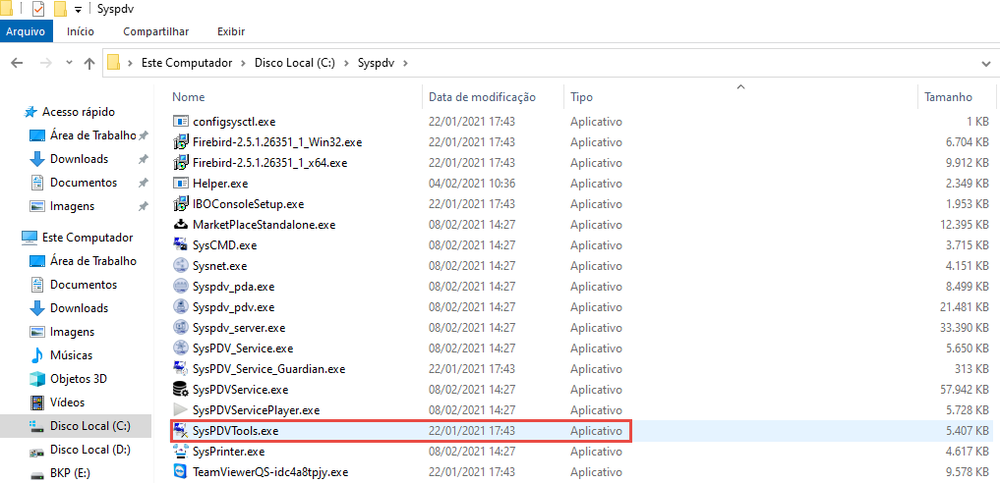 Syspdv
Arquivo Início Compartilhar Exibir
Este Computador Disco Local (C:) Syspdv
Nome Data de modificação Tipo Tamanho
Acesso rápido
Área de Trabalho
Downloads
Documentos
Imagens
Este Computador
Área de Trabalho
Documentos
Downloads
Imagens
Músicas
Objetos 3D
Vídeos
Disco Local (C:)
Disco Local (D:)
BKP (E:)
configsysctl.exe 22/01/2021 17:43 Aplicativo 1 KB
Firebird-2.5.1.26351_1_Win32.exe 22/01/2021 17:43 Aplicativo 6.704 KB
Firebird-2.5.1.26351_1_x64.exe 22/01/2021 17:43 Aplicativo 9.912 KB
Helper.exe 04/02/2021 10:36 Aplicativo 2.349 KB
IBOConsoleSetup.exe 22/01/2021 17:43 Aplicativo 1.953 KB
MarketPlaceStandalone.exe 08/02/2021 14:27 Aplicativo 12.395 KB
SysCMD.exe 08/02/2021 14:27 Aplicativo 3.715 KB
Sysnet.exe 08/02/2021 14:27 Aplicativo 4.151 KB
Syspdv_pda.exe 08/02/2021 14:27 Aplicativo 8.499 KB
Syspdv_pdv.exe 08/02/2021 14:27 Aplicativo 21.481 KB
Syspdv_server.exe 08/02/2021 14:27 Aplicativo 33.390 KB
SysPDV_Service.exe 08/02/2021 14:27 Aplicativo 5.650 KB
SysPDV_Service_Guardian.exe 22/01/2021 17:43 Aplicativo 313 KB
SysPDVService.exe 08/02/2021 14:27 Aplicativo 57.942 KB
SysPDVServicePlayer.exe 08/02/2021 14:27 Aplicativo 5.728 KB
SysPDVTools.exe 22/01/2021 17:43 Aplicativo 5.407 KB
SysPrinter.exe 08/02/2021 14:27 Aplicativo 4.617 KB
TeamViewerQS-idc4a8tpjy.exe 22/01/2021 17:43 Aplicativo 9.578 KB